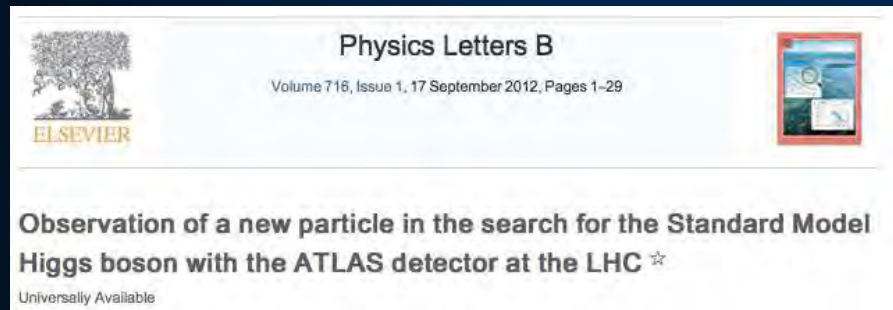 Physics Letters B
Volume 716, Issue 1, 17 September 2012, Pages 1–29
ELSEVIER
Observation of a new particle in the search for the Standard Model
Higgs boson with the ATLAS detector at the LHC ☆
Universally Available